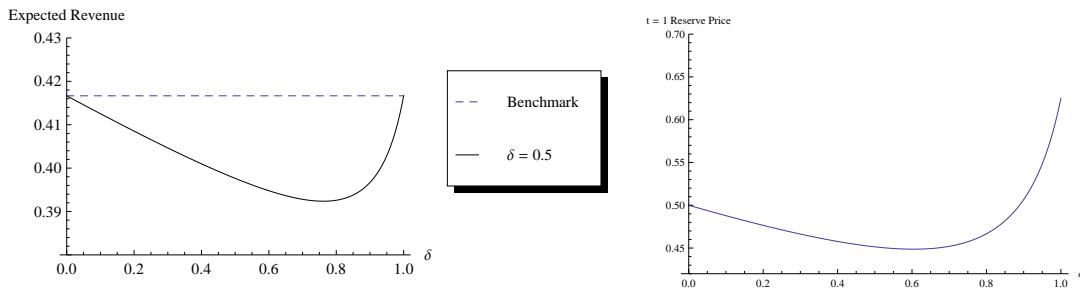 Expected Revenue
0.43
0.42
0.41
0.40
0.39
0.0 0.2 0.4 0.6 0.8 1.0 δ
Benchmark
δ = 0.5
t = 1 Reserve Price
0.70
0.65
0.60
0.55
0.50
0.45
0.0 0.2 0.4 0.6 0.8 1.0